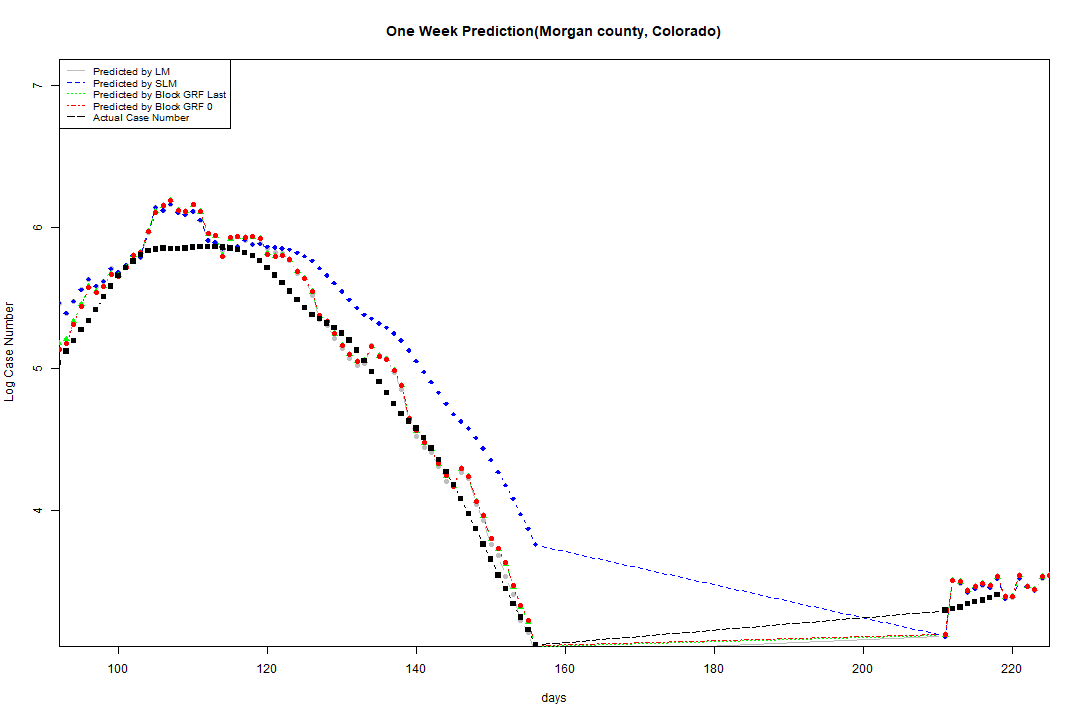 One Week Prediction(Morgan county, Colorado)
Predicted by LM
Predicted by SLM
Predicted by Block GRF Last
Predicted by Block GRF 0
Actual Case Number
7
6
5
4
Log Case Number
100 120 140 160 180 200 220
days